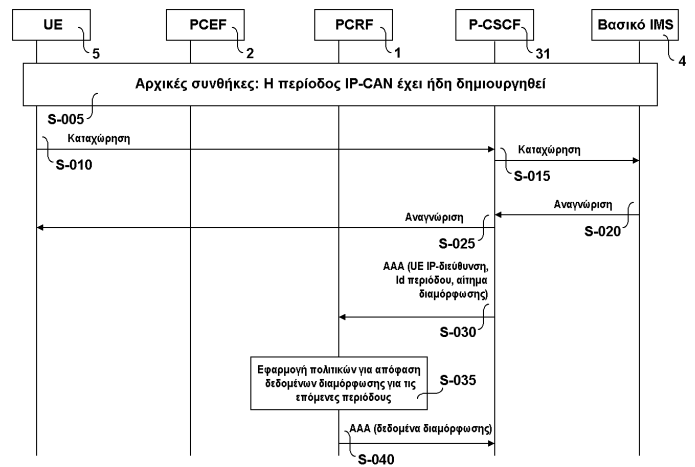 UE
PCEF
PCRF
P-CSCF
Βασικό IMS
5
2
1
31
4
Αρχικές συνθήκες: Η περίοδος IP-CAN έχει ήδη δημιουργηθεί
S-005
Καταχώρηση
S-010
Καταχώρηση
S-015
Αναγνώριση
S-020
Αναγνώριση
S-025
ΑΑΑ (UE IP-διεύθυνση,
Id περιόδου, αίτημα
διαμόρφωσης)
S-030
Εφαρμογή πολιτικών για απόφαση
δεδομένων διαμόρφωσης για τις
επόμενες περιόδους
S-035
ΑΑΑ (δεδομένα διαμόρφωσης)
S-040